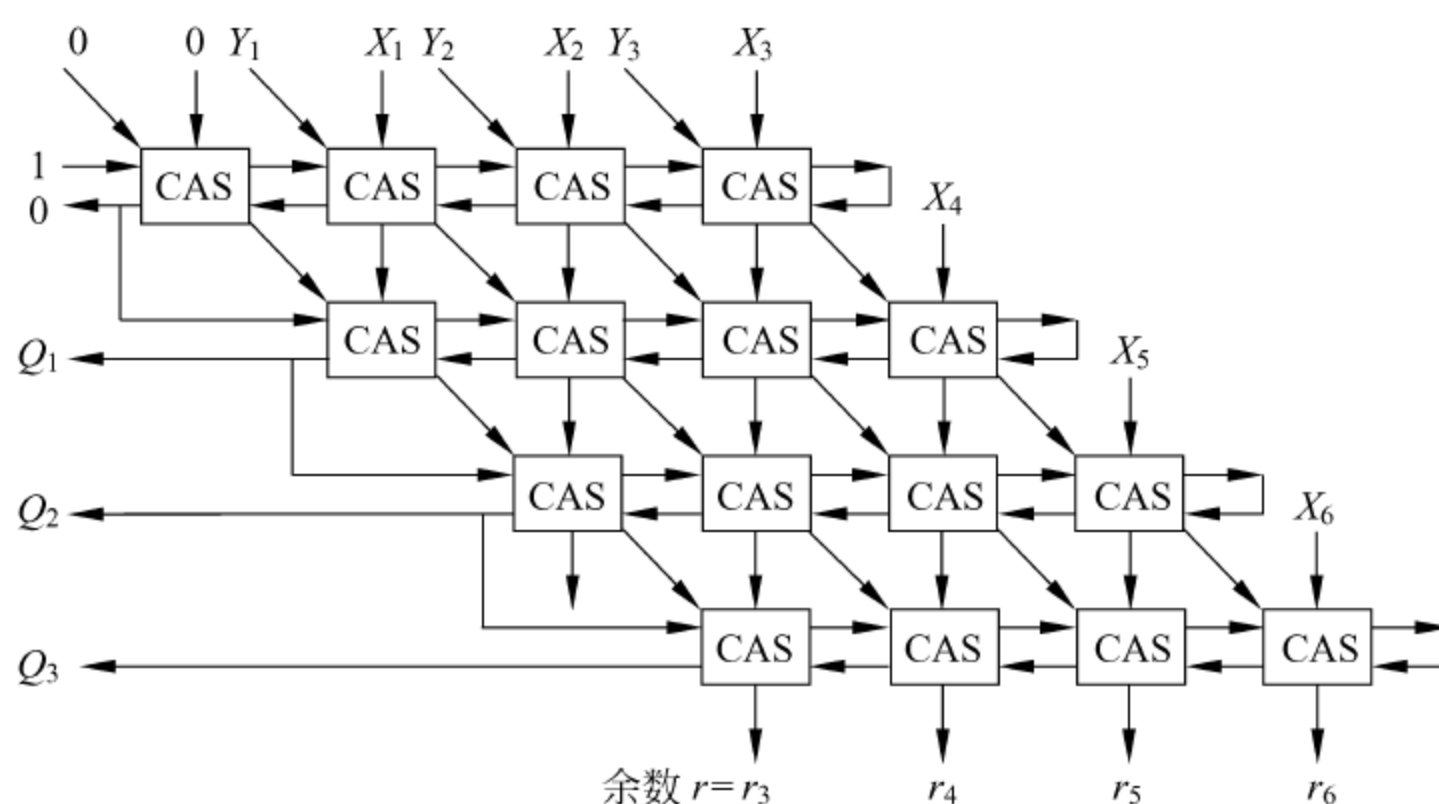 0 0 Y₁ X₁ Y₂ X₂ Y₃ X₃
1 CAS CAS CAS CAS
0 X₄
CAS CAS CAS CAS
Q₁ X₅
CAS CAS CAS CAS
Q₂ X₆
CAS CAS CAS CAS
Q₃
余数 r=r₃ r₄ r₅ r₆